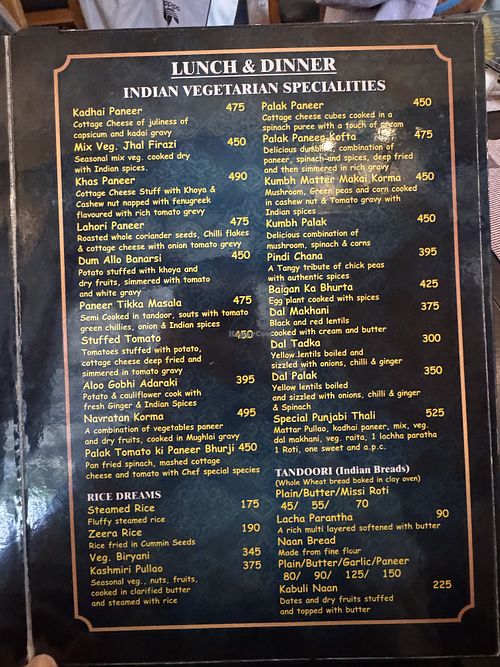 LUNCH & DINNER
INDIAN VEGETARIAN SPECIALITIES
Kadhai Paneer 475
Cottage Cheese of juliness of
capsicum and kadai gravy
Mix Veg. Jhal Firazi 450
Seasonal mix veg. cooked dry
with Indian spices.
Khas Paneer 490
Cottage Cheese Stuff with Khoya &
Cashew nut napped with fenugreek
flavoured with rich tomato grevy
Lahori Paneer 475
Roasted whole coriander seeds, Chilli flakes
& cottage cheese with onion tomato grevy
Dum Allo Banarsi 450
Potato stuffed with khoya and
dry fruits, simmered with tomato
and white gravy
Paneer Tikka Masala 475
Semi Cooked in tandoor, souts with tomato
green chillies, onion & Indian spices
Stuffed Tomato 450
Tomatoes stuffed with potato,
cottage cheese deep fried and
simmered in tomato gravy
Aloo Gobhi Adaraki 395
Potato & cauliflower cook with
fresh Ginger & Indian Spices
Navratan Korma 495
A combination of vegetables paneer
and dry fruits, cooked in Mughlai gravy
Palak Tomato ki Paneer Bhurji 450
Pan fried spinach, mashed cottage
cheese and tomato with Chef special species
RICE DREAMS
Steamed Rice 175
Fluffy steamed rice
Zeera Rice 190
Rice fried in Cummin Seeds
Veg. Biryani 345
Kashmiri Pullao 375
Seasonal veg., nuts, fruits,
cooked in clarified butter
and steamed with rice
Palak Paneer 450
Cottage cheese cubes cooked in a
spinach puree with a touch of cream
Palak Paneer Kofta 475
Delicious dumbling, combination of
paneer, spinach and spices, deep fried
and then simmered in rich gravy
Kumbh Matter Makai Korma 450
Mushroom, Green peas and corn cooked
in cashew nut & Tomato gravy with
Indian spices
Kumbh Palak 450
Delicious combination of
mushroom, spinach & corn
Pindi Chana 395
A Tangy tribute of chick peas
with authentic spices
Baigan Ka Bhurta 425
Egg plant cooked with spices
Dal Makhani 375
Black and red lentils
cooked with cream and butter
Dal Tadka 300
Yellow lentils boiled and
sizzled with onions, chilli & ginger
Dal Palak 350
Yellow lentils boiled
and sizzled with onions, chilli & ginger
& Spinach
Special Punjabi Thali 525
Mattar Pullao, kadhai paneer, mix, veg.
dal makhani, veg. raita, 1 lachha paratha
1 Roti, one sweet and a.p.c.
TANDOORI (Indian Breads)
(Whole Wheat bread baked in clay oven)
Plain/Butter/Missi Roti
45/ 55/ 70
Lacha Parantha 90
A rich multi layered softened with butter
Naan Bread
Made from fine flour
Plain/Butter/Garlic/Paneer
80/ 90/ 125/ 150
Kabuli Naan 225
Dates and dry fruits stuffed
and topped with butter